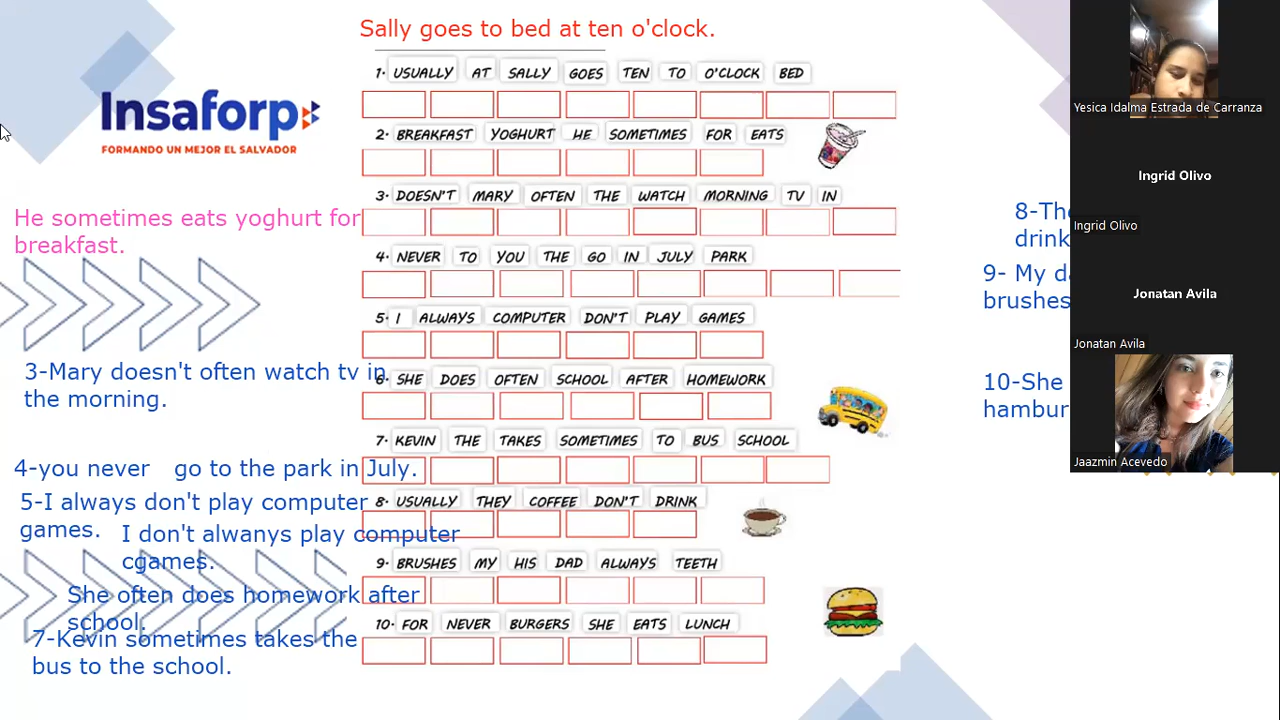 Sally goes to bed at ten o'clock.
1. USUALLY AT SALLY GOES TEN TO O'CLOCK BED
Insaforp
FORMANDO UN MEJOR EL SALVADOR
2. BREAKFAST YOGHURT HE SOMETIMES FOR EATS
3. DOESN'T MARY OFTEN THE WATCH MORNING TV IN
He sometimes eats yoghurt for
breakfast.
4. NEVER TO YOU THE GO IN JULY PARK
5. I ALWAYS COMPUTER DON'T PLAY GAMES
3-Mary doesn't often watch tv in
the morning.
6. SHE DOES OFTEN SCHOOL AFTER HOMEWORK
7. KEVIN THE TAKES SOMETIMES TO BUS SCHOOL
4-you never go to the park in July.
5-I always don't play computer
games.
8. USUALLY THEY COFFEE DON'T DRINK
I don't alwanys play computer
cgames.
9. BRUSHES MY HIS DAD ALWAYS TEETH
She often does homework after
school.
10. FOR NEVER BURGERS SHE EATS LUNCH
7-Kevin sometimes takes the
bus to the school.
8-
drink
9- My
brushes
10-She
Yesica Idalma Estrada de Carranza
Ingrid Olivo
Ingrid Olivo
Jonatan Avila
Jonatan Avila
Jaazmin Acevedo